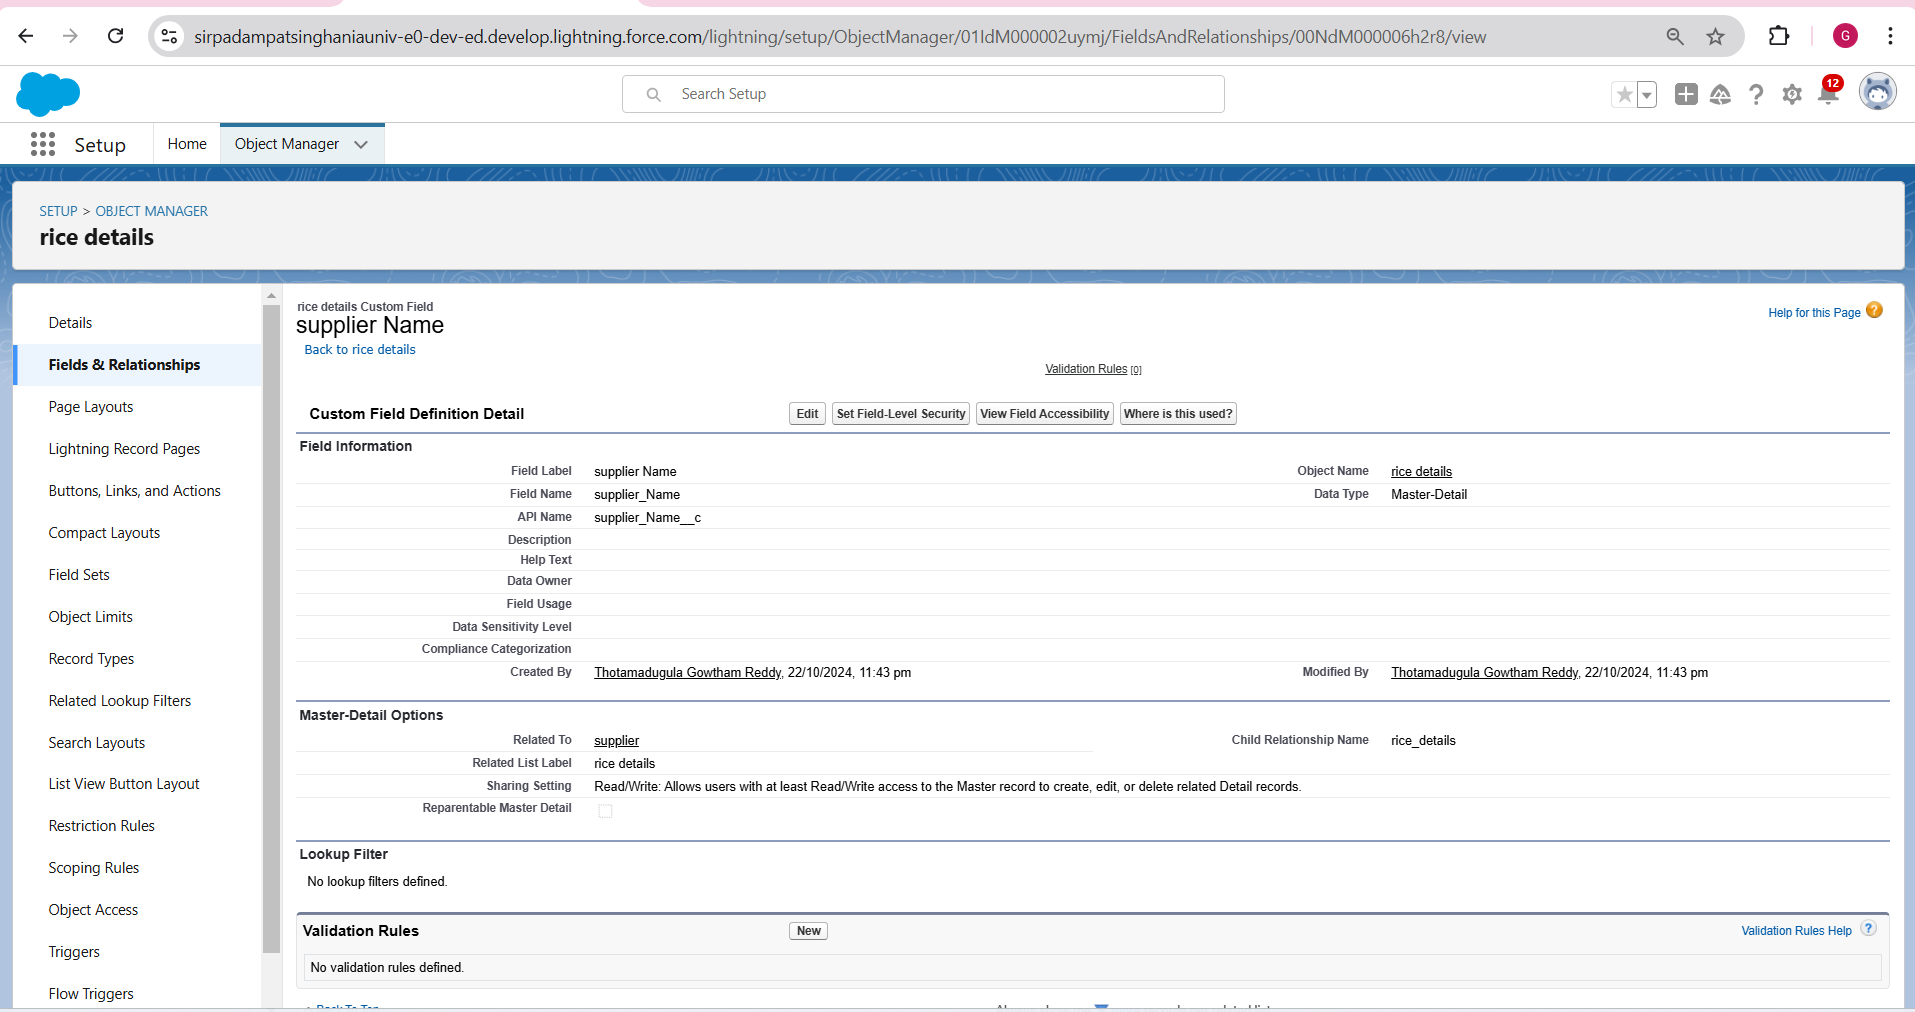 sirpadampatsinghaniauniv-e0-dev-ed.develop.lightning.force.com/lightning/setup/ObjectManager/01IdM000002uymj/FieldsAndRelationships/00NdM000006h2r8/view
G
Search Setup
12
Setup
Home
Object Manager
SETUP > OBJECT MANAGER
rice details
Details
Fields & Relationships
Page Layouts
Lightning Record Pages
Buttons, Links, and Actions
Compact Layouts
Field Sets
Object Limits
Record Types
Related Lookup Filters
Search Layouts
List View Button Layout
Restriction Rules
Scoping Rules
Object Access
Triggers
Flow Triggers
rice details Custom Field
supplier Name
Back to rice details
Help for this Page ?
Validation Rules [0]
Custom Field Definition Detail
Edit Set Field-Level Security View Field Accessibility Where is this used?
Field Information
Field Label supplier Name Object Name rice details
Field Name supplier_Name Data Type Master-Detail
API Name supplier_Name__c
Description
Help Text
Data Owner
Field Usage
Data Sensitivity Level
Compliance Categorization
Created By Thotamadugula Gowtham Reddy, 22/10/2024, 11:43 pm Modified By Thotamadugula Gowtham Reddy, 22/10/2024, 11:43 pm
Master-Detail Options
Related To supplier Child Relationship Name rice_details
Related List Label rice details
Sharing Setting Read/Write: Allows users with at least Read/Write access to the Master record to create, edit, or delete related Detail records.
Reparentable Master Detail
Lookup Filter
No lookup filters defined.
Validation Rules New Validation Rules Help ?
No validation rules defined.
Back To Top